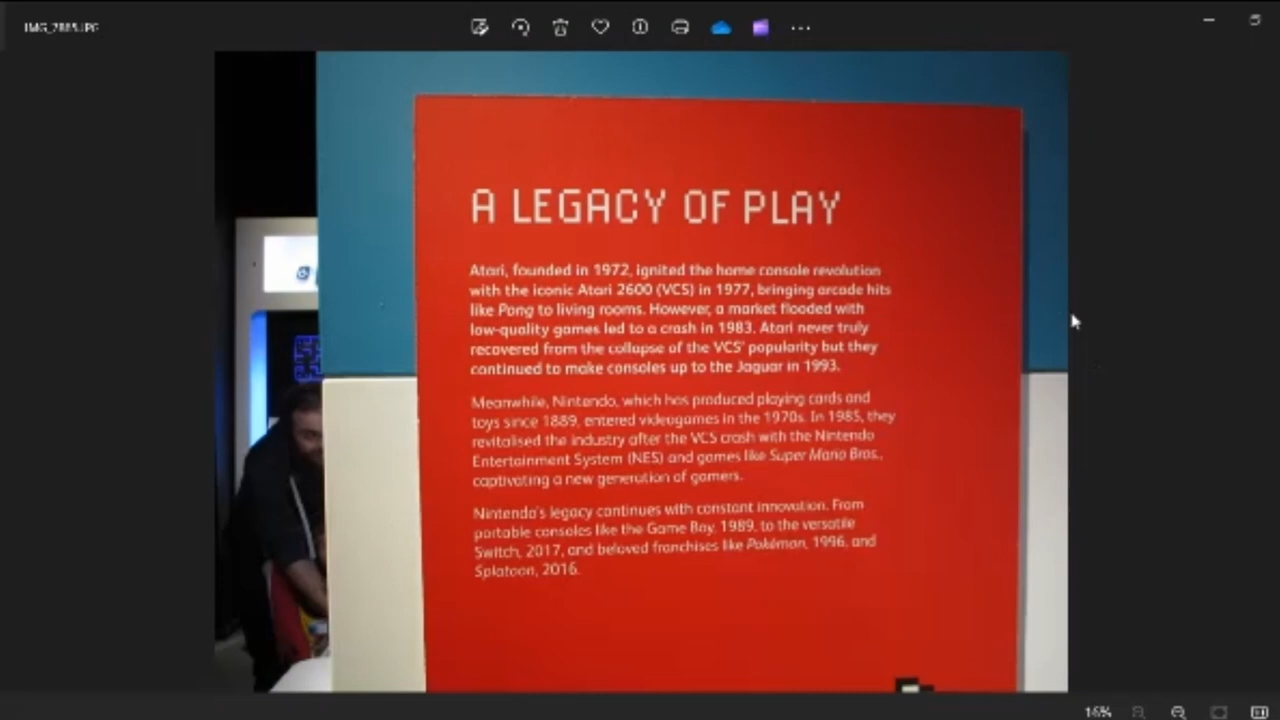 IMG_7885.JPG
A LEGACY OF PLAY
Atari, founded in 1972, ignited the home console revolution
with the iconic Atari 2600 (VCS) in 1977, bringing arcade hits
like Pong to living rooms. However, a market flooded with
low-quality games led to a crash in 1983. Atari never truly
recovered from the collapse of the VCS' popularity but they
continued to make consoles up to the Jaguar in 1993.
Meanwhile, Nintendo, which has produced playing cards and
toys since 1889, entered videogames in the 1970s. In 1985, they
revitalised the industry after the VCS crash with the Nintendo
Entertainment System (NES) and games like Super Mario Bros.,
captivating a new generation of gamers.
Nintendo's legacy continues with constant innovation. From
portable consoles like the Game Boy, 1989, to the versatile
Switch, 2017, and beloved franchises like Pokémon, 1996, and
Splatoon, 2016.
16%